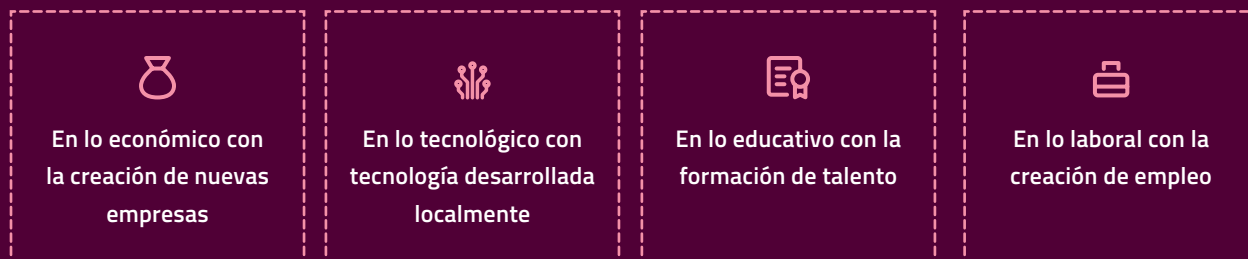 En lo económico con
la creación de nuevas
empresas
En lo tecnológico con
tecnología desarrollada
localmente
En lo educativo con la
formación de talento
En lo laboral con la
creación de empleo